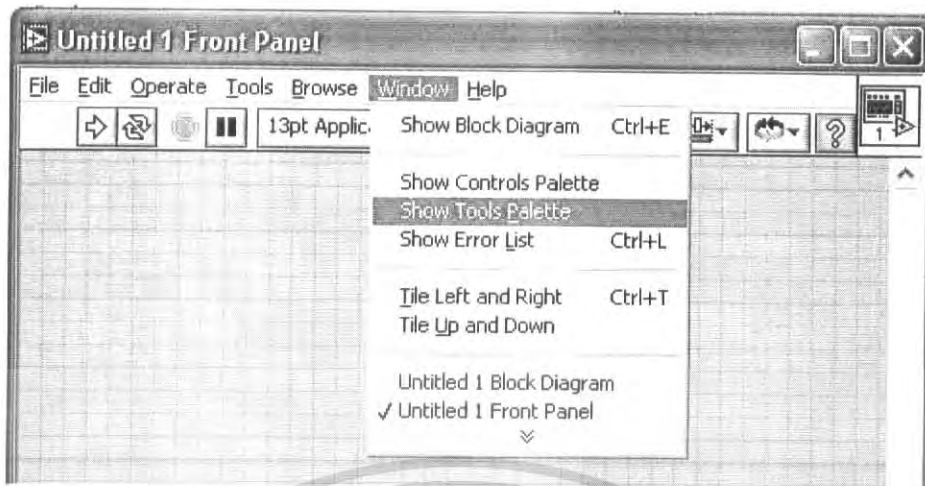 Untitled 1 Front Panel
File Edit Operate Tools Browse Window Help
13pt Applic
1
Show Block Diagram Ctrl+E
Show Controls Palette
Show Tools Palette
Show Error List Ctrl+L
Tile Left and Right Ctrl+T
Tile Up and Down
Untitled 1 Block Diagram
✓ Untitled 1 Front Panel